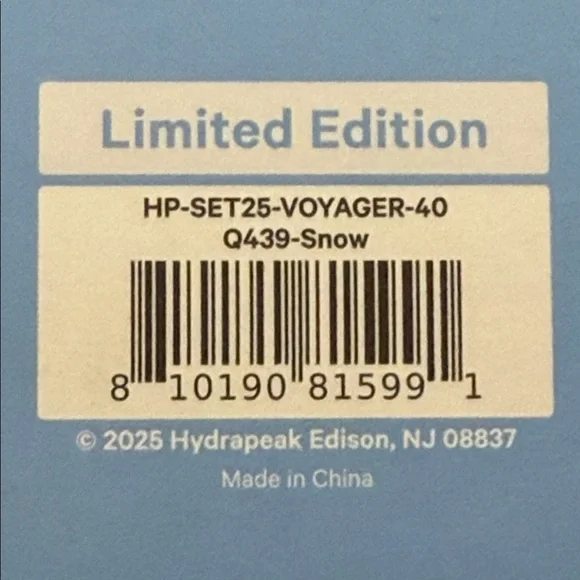 Limited Edition
HP-SET25-VOYAGER-40
Q439-Snow
8 10190 81599 1
© 2025 Hydrapeak Edison, NJ 08837
Made in China